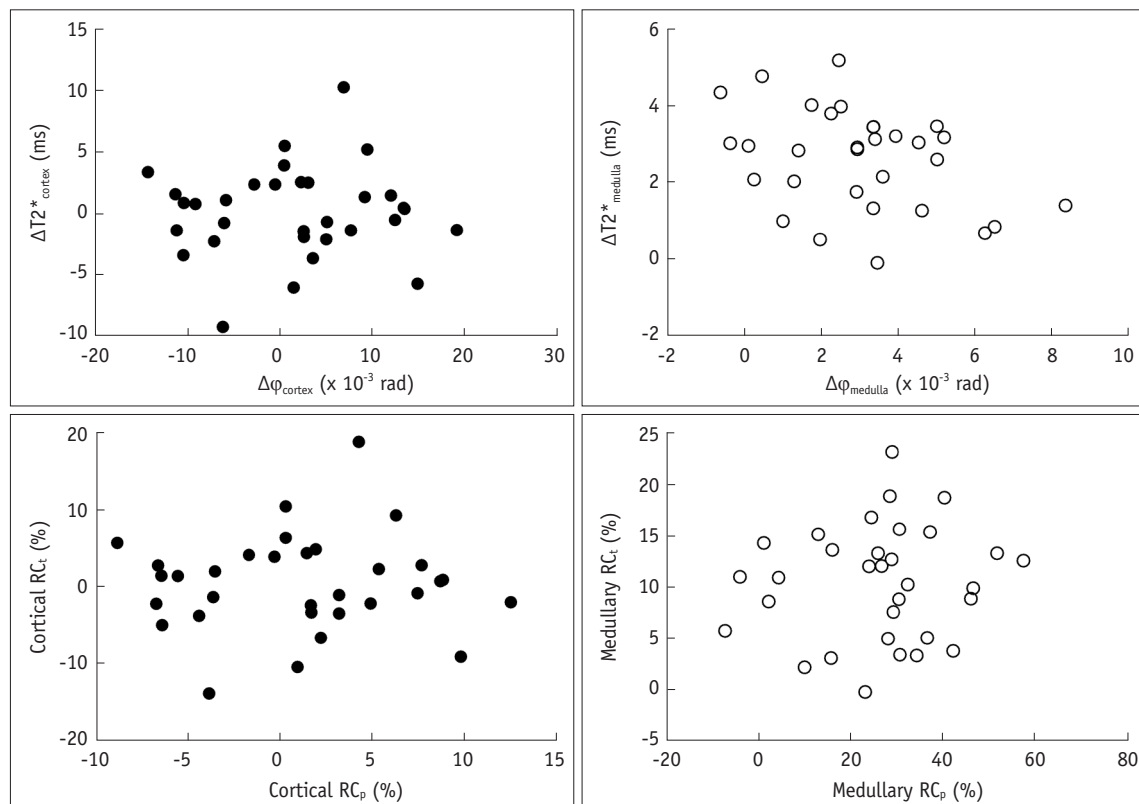 15
10
5
0
-5
-10
ΔT2*cortex (ms)
-20 -10 0 10 20 30
Δφcortex (x 10-3 rad)
6
4
2
0
-2
ΔT2*medulla (ms)
-2 0 2 4 6 8 10
Δφmedulla (x 10-3 rad)
20
10
0
-10
-20
Cortical RCt (%)
-10 -5 0 5 10 15
Cortical RCp (%)
25
20
15
10
5
0
-5
Medullary RCt (%)
-20 0 20 40 60 80
Medullary RCp (%)